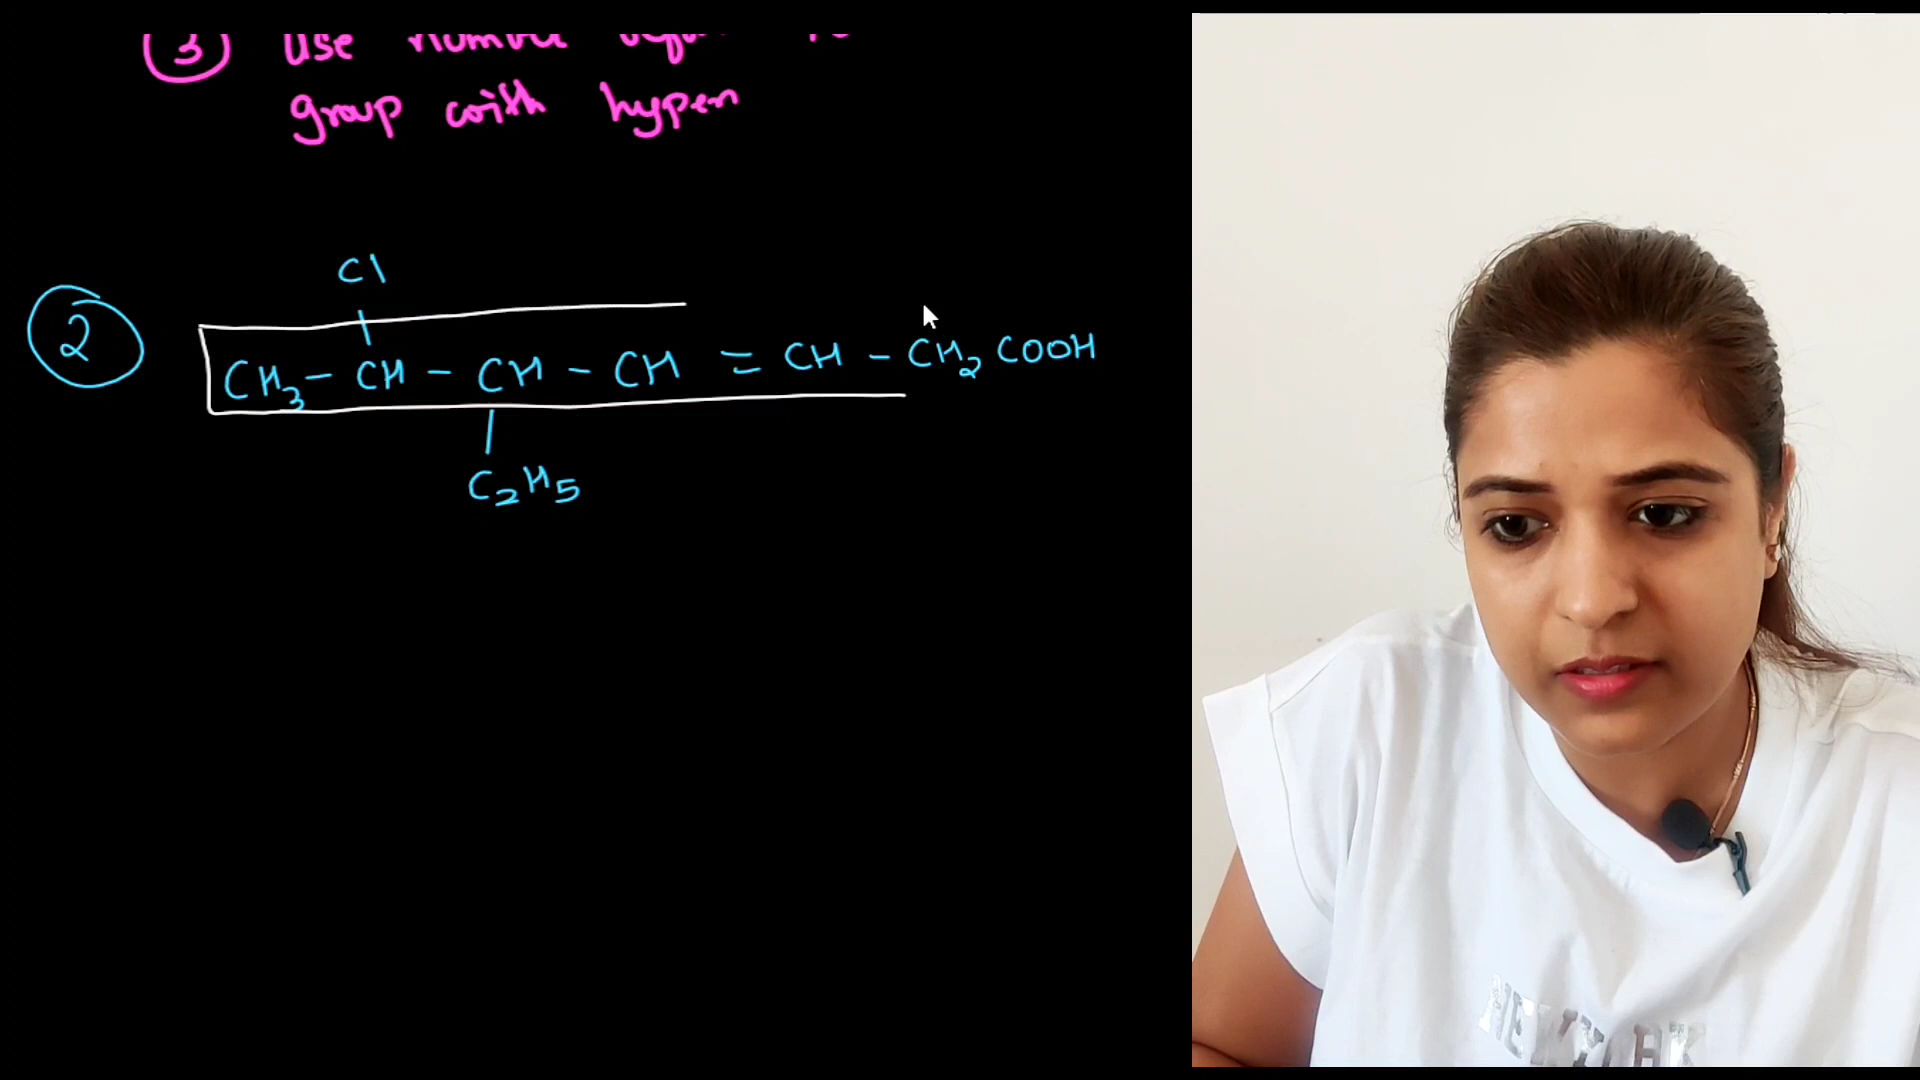 3 Use
group with hypen
Cl
2 CH3 - CH - CH - CH = CH - CH2 COOH
C2H5